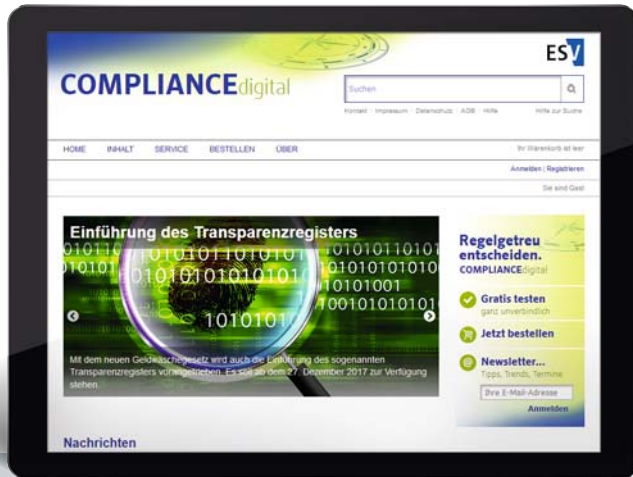 ESV
COMPLIANCEdigital
Suchen
Kontakt | Impressum | Datenschutz | AGB | Hilfe
Hilfe zur Suche
HOME INHALT SERVICE BESTELLEN ÜBER
Ihr Warenkorb ist leer
Anmelden | Registrieren
Sie sind Gast
Einführung des Transparenzregisters
Mit dem neuen Geldwäschegesetz wird auch die Einführung des sogenannten
Transparenzregisters vorangetrieben. Es soll ab dem 27. Dezember 2017 zur Verfügung
stehen.
Regelgetreu
entscheiden.
COMPLIANCEdigital
Gratis testen
ganz unverbindlich
Jetzt bestellen
Newsletter...
Tipps, Trends, Termine
Ihre E-Mail-Adresse
Anmelden
Nachrichten